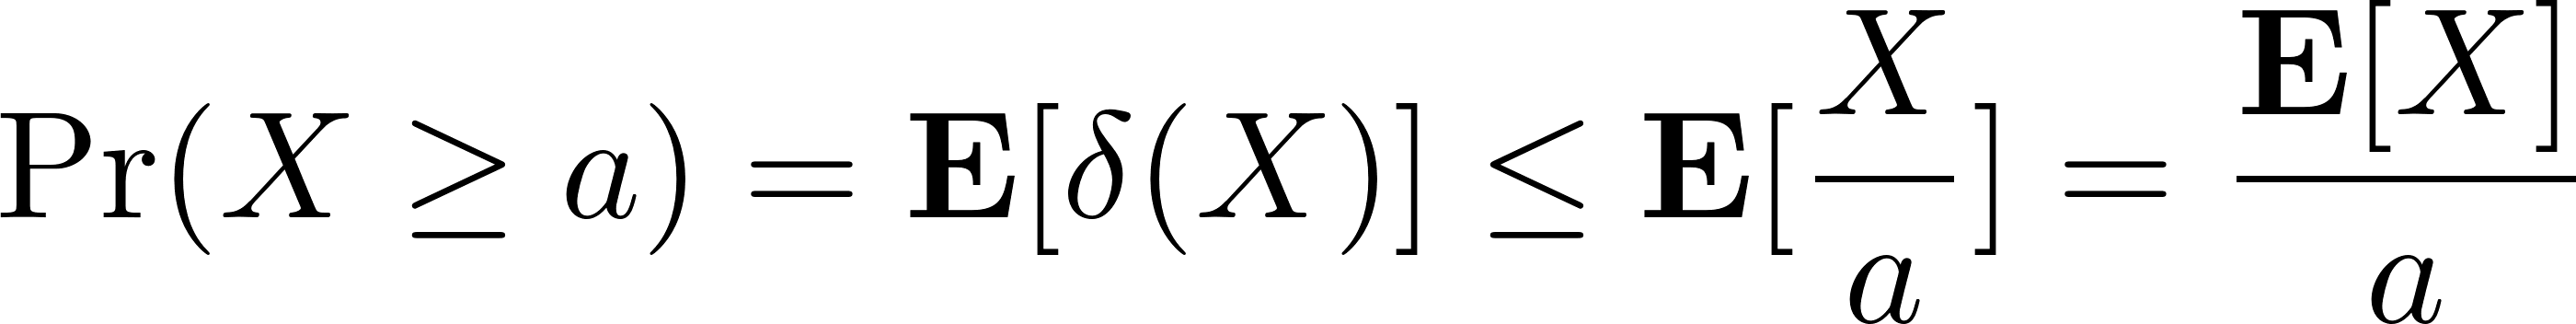 Pr(X ≥ a) = E[δ(X)] ≤ E[X/a] = E[X]/a